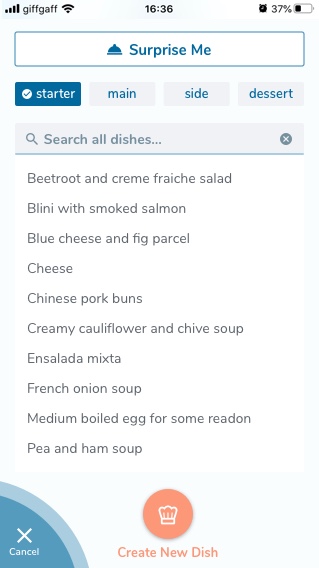 giffgaff 16:36 37%
Surprise Me
starter main side dessert
Search all dishes...
Beetroot and creme fraiche salad
Blini with smoked salmon
Blue cheese and fig parcel
Cheese
Chinese pork buns
Creamy cauliflower and chive soup
Ensalada mixta
French onion soup
Medium boiled egg for some readon
Pea and ham soup
Cancel
Create New Dish